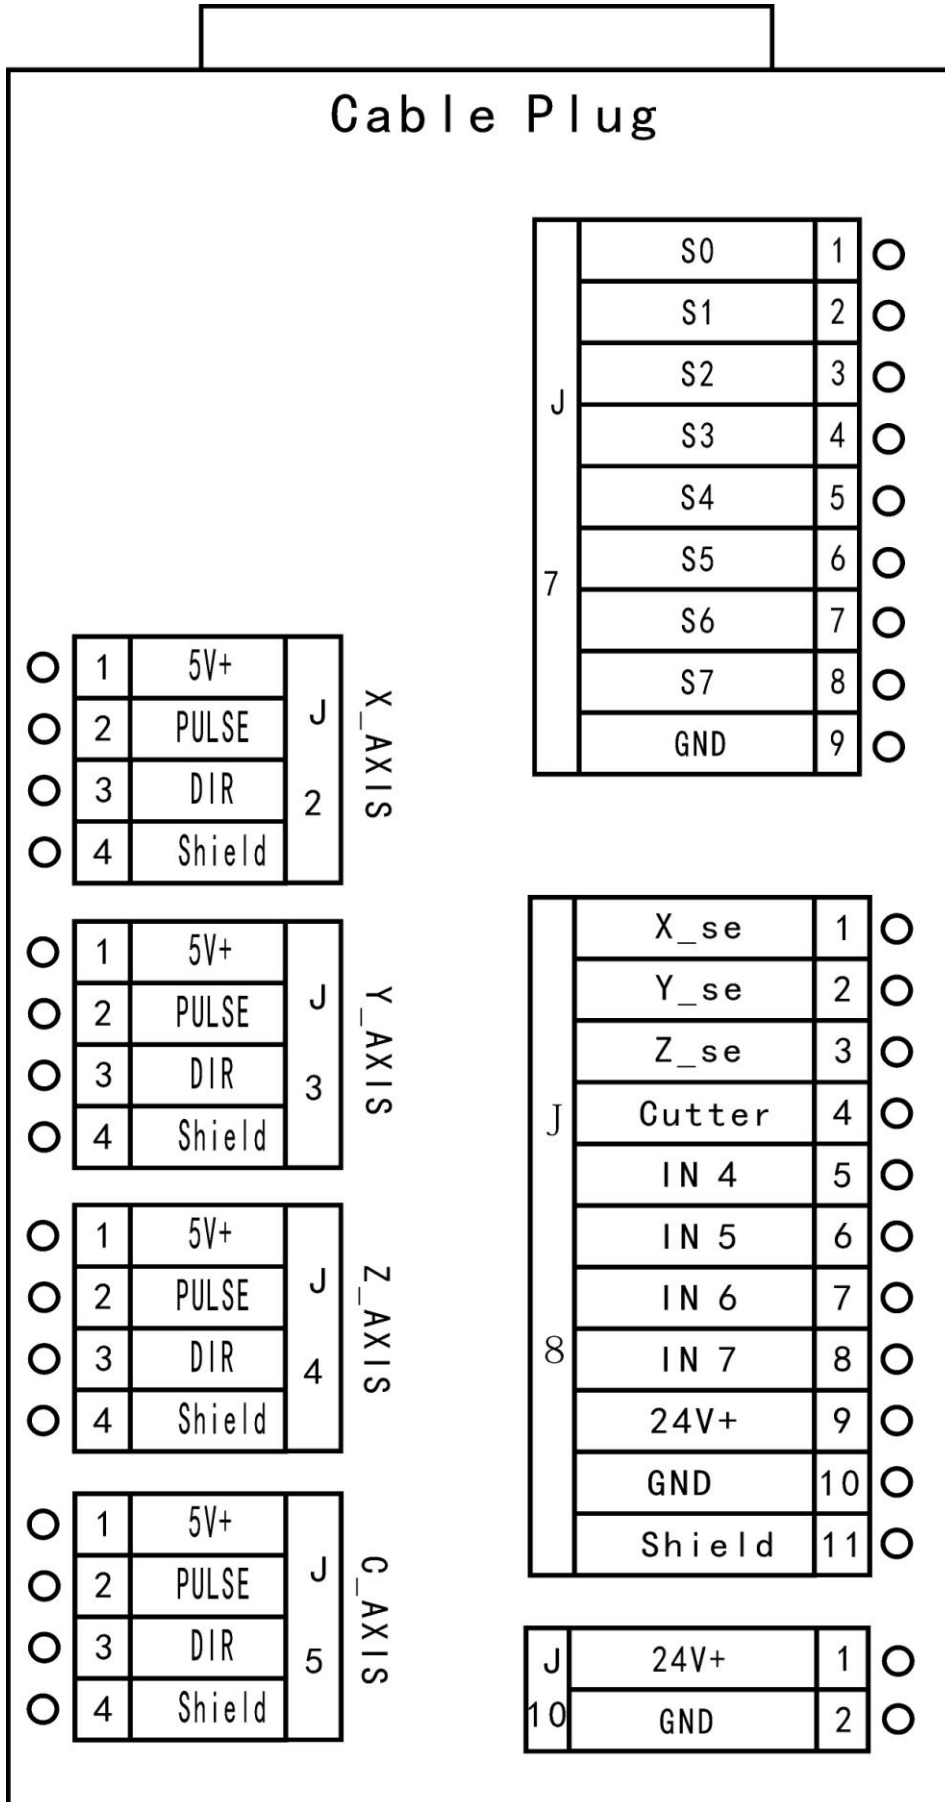 Cable Plug
J 7
S0 1
S1 2
S2 3
S3 4
S4 5
S5 6
S6 7
S7 8
GND 9
1 5V+
2 PULSE
3 DIR
4 Shield
J 2
X_AXIS
1 5V+
2 PULSE
3 DIR
4 Shield
J 3
Y_AXIS
1 5V+
2 PULSE
3 DIR
4 Shield
J 4
Z_AXIS
1 5V+
2 PULSE
3 DIR
4 Shield
J 5
C_AXIS
J 8
X_se 1
Y_se 2
Z_se 3
Cutter 4
IN 4 5
IN 5 6
IN 6 7
IN 7 8
24V+ 9
GND 10
Shield 11
J 10
24V+ 1
GND 2